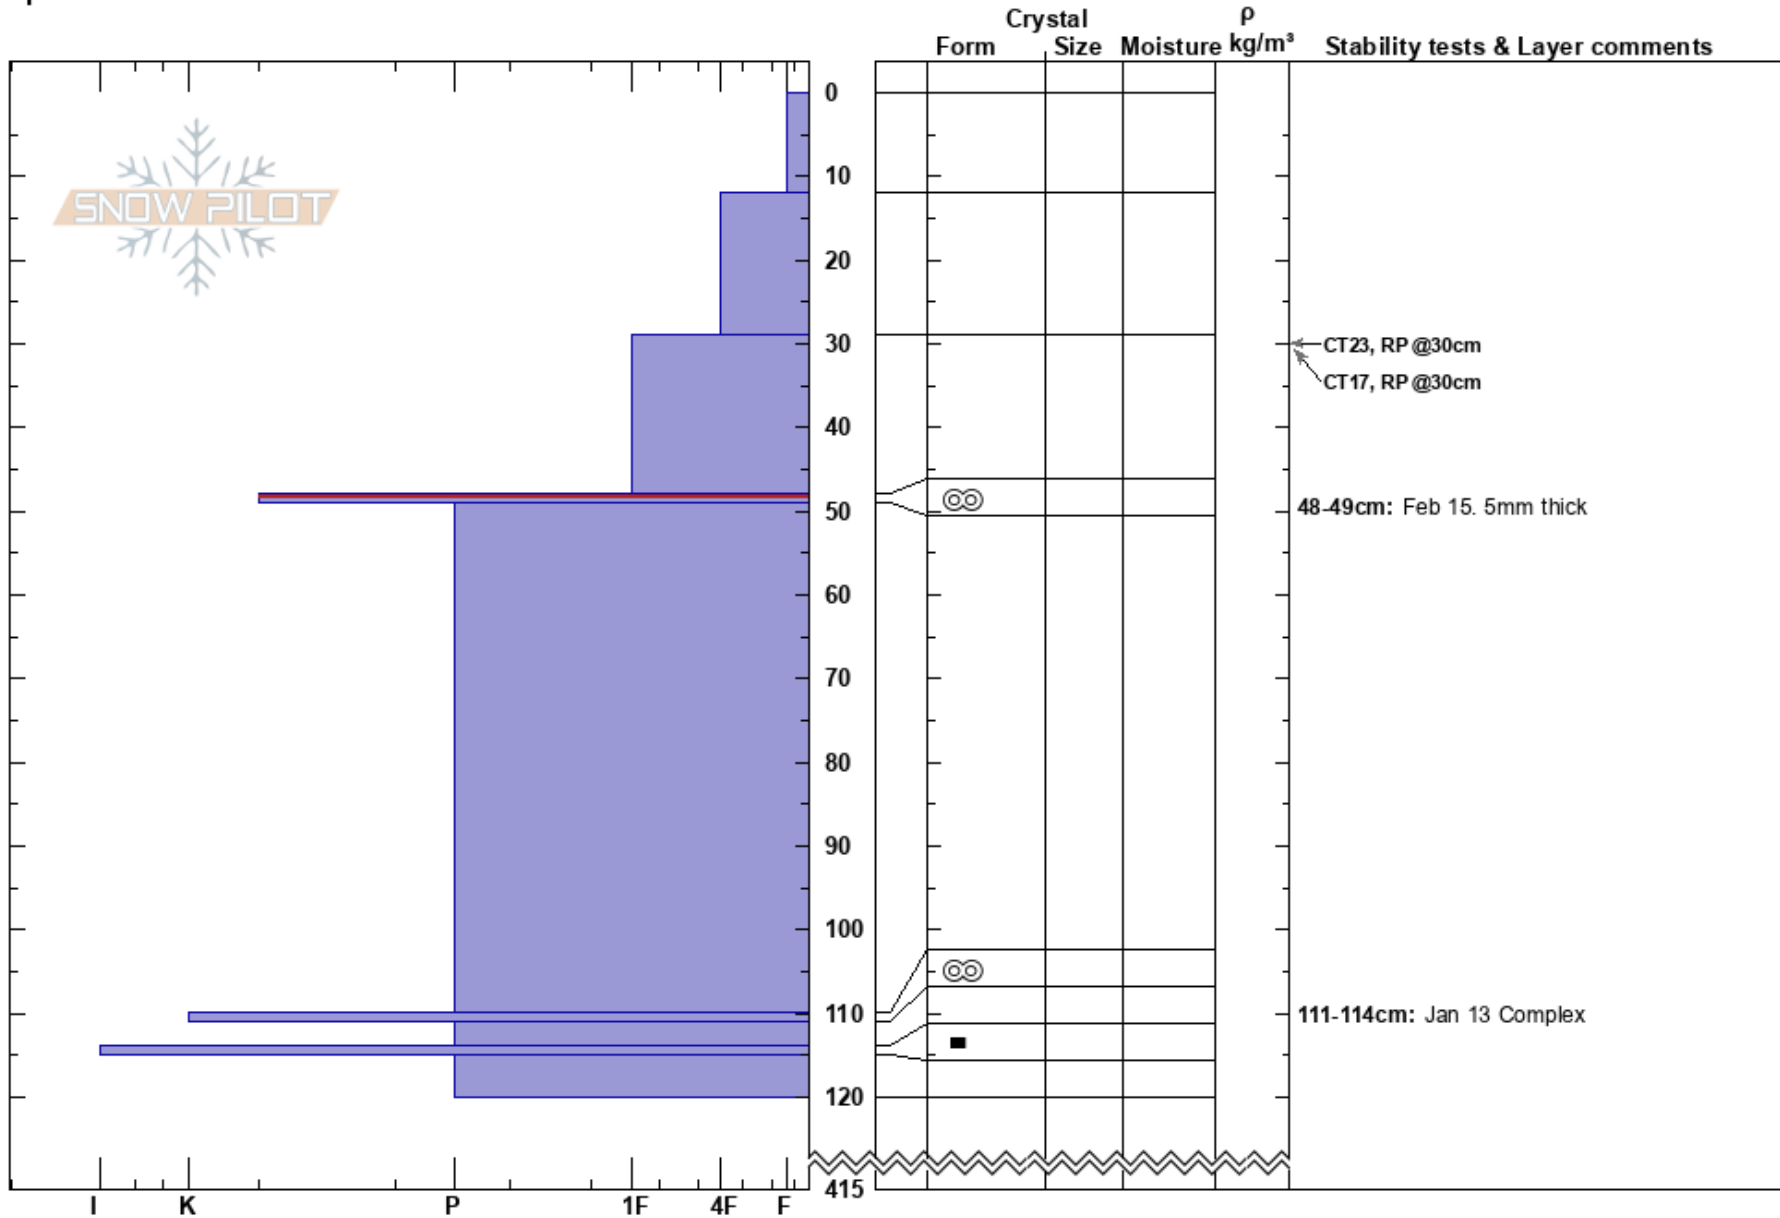 Crystal
ρ
Form Size Moisture kg/m³ Stability tests & Layer comments
SNOW PILOT
0
10
20
30
CT23, RP @30cm
CT17, RP @30cm
40
50
48-49cm: Feb 15. 5mm thick
60
70
80
90
100
110
111-114cm: Jan 13 Complex
120
415
I K P 1F 4F F